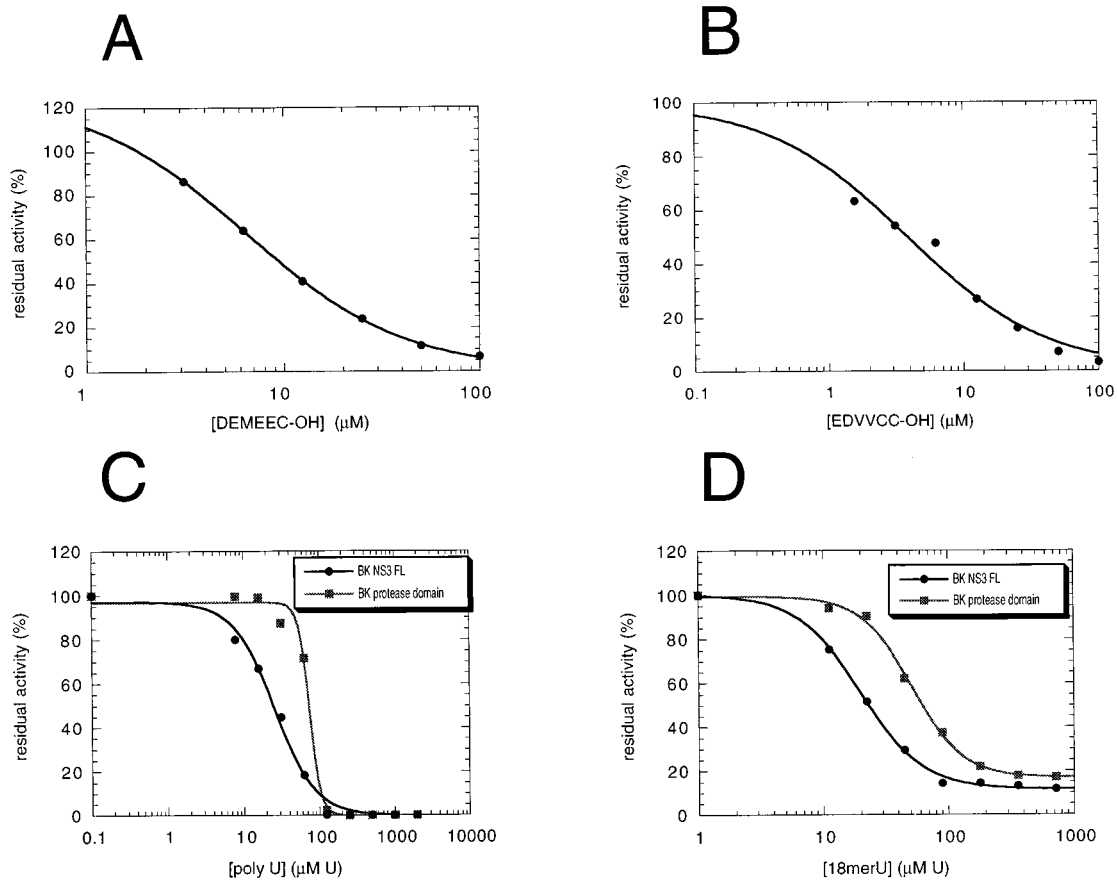 A
120
100
80
60
40
20
0
residual activity (%)
1
10
100
[DEMEEC-OH] (μM)
B
100
80
60
40
20
0
residual activity (%)
0.1
1
10
100
[EDVVCC-OH] (μM)
C
120
100
80
60
40
20
0
residual activity (%)
BK NS3 FL
BK protease domain
0.1
1
10
100
1000
10000
[poly U] (μM U)
D
120
100
80
60
40
20
0
residual activity (%)
BK NS3 FL
BK protease domain
1
10
100
1000
[18merU] (μM U)